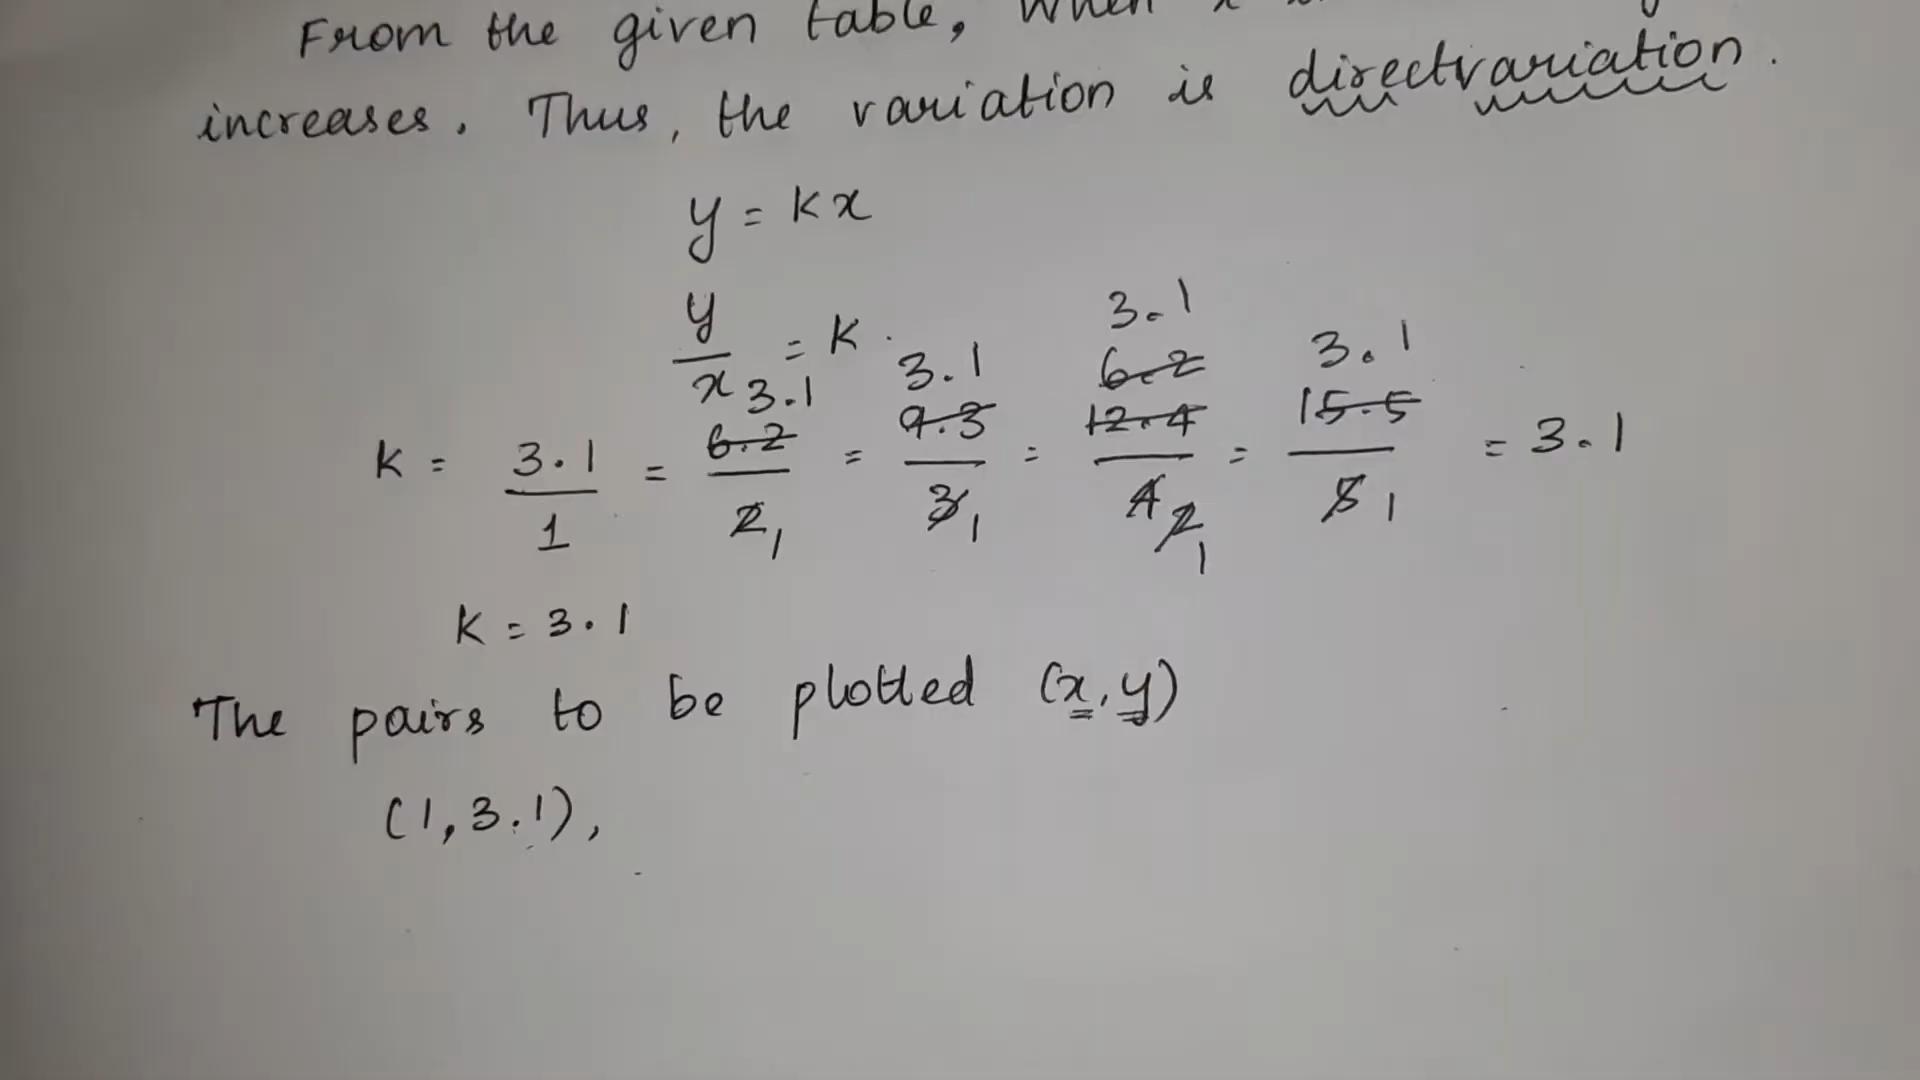 From the given table, when x
increases. Thus, the variation is direct variation.
y = kx
y/x = k.
k = 3.1/1 = 6.2/2 = 9.3/3 = 12.4/4 = 15.5/5 = 3.1
k = 3.1
The pairs to be plotted (x, y)
(1, 3.1),